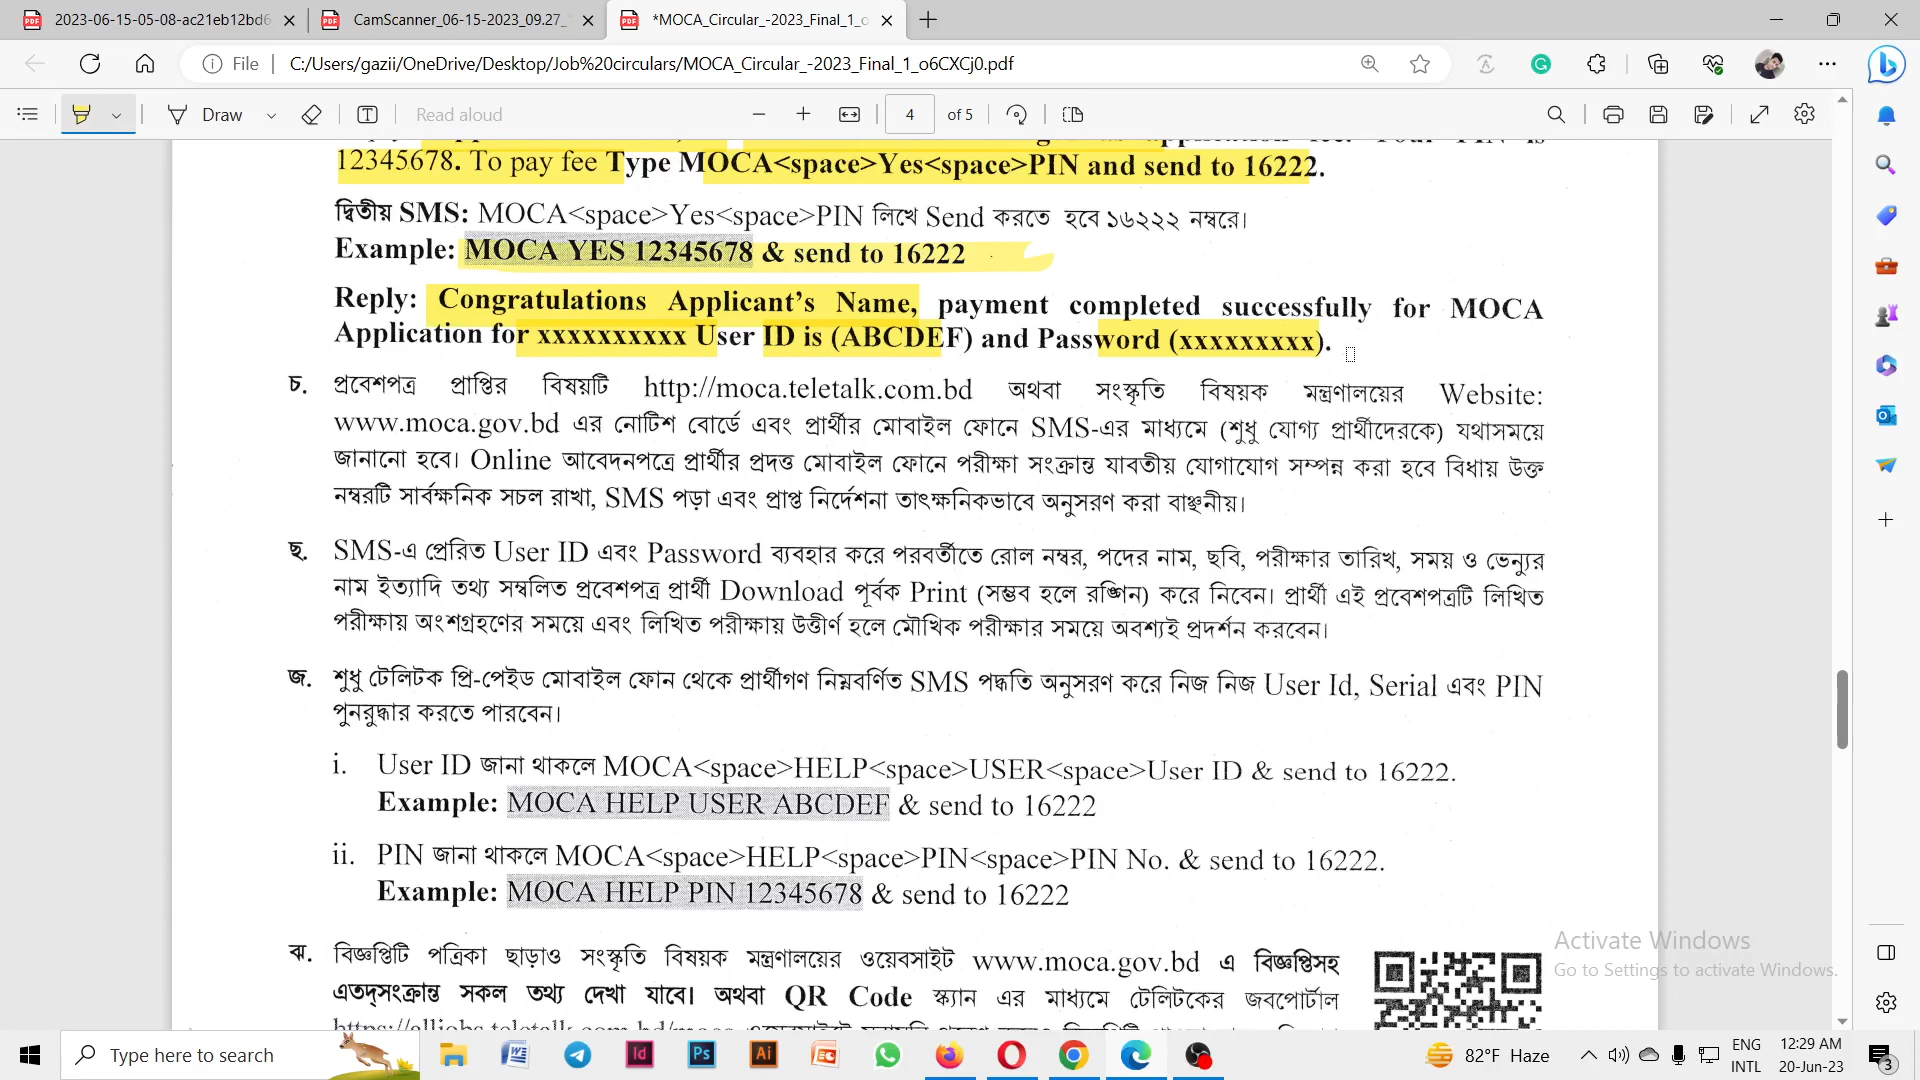 2023-06-15-05-08-ac21eb12bd6
CamScanner_06-15-2023_09.27_
*MOCA_Circular_-2023_Final_1_o
File
C:/Users/gazii/OneDrive/Desktop/Job%20circulars/MOCA_Circular_-2023_Final_1_o6CXCj0.pdf
Draw
Read aloud
4 of 5
12345678. To pay fee Type MOCA<space>Yes<space>PIN and send to 16222.
দ্বিতীয় SMS: MOCA<space>Yes<space>PIN লিখে Send করতে হবে ১৬২২২ নম্বরে।
Example: MOCA YES 12345678 & send to 16222
Reply: Congratulations Applicant's Name, payment completed successfully for MOCA
Application for xxxxxxxxxx User ID is (ABCDEF) and Password (xxxxxxxxx).
চ. প্রবেশপত্র প্রাপ্তির বিষয়টি http://moca.teletalk.com.bd অথবা সংস্কৃতি বিষয়ক মন্ত্রণালয়ের Website:
www.moca.gov.bd এর নোটিশ বোর্ডে এবং প্রার্থীর মোবাইল ফোনে SMS-এর মাধ্যমে (শুধু যোগ্য প্রার্থীদেরকে) যথাসময়ে
জানানো হবে। Online আবেদনপত্রে প্রার্থীর প্রদত্ত মোবাইল ফোনে পরীক্ষা সংক্রান্ত যাবতীয় যোগাযোগ সম্পন্ন করা হবে বিধায় উক্ত
নম্বরটি সার্বক্ষনিক সচল রাখা, SMS পড়া এবং প্রাপ্ত নির্দেশনা তাৎক্ষনিকভাবে অনুসরণ করা বাঞ্ছনীয়।
ছ. SMS-এ প্রেরিত User ID এবং Password ব্যবহার করে পরবর্তীতে রোল নম্বর, পদের নাম, ছবি, পরীক্ষার তারিখ, সময় ও ভেন্যুর
নাম ইত্যাদি তথ্য সম্বলিত প্রবেশপত্র প্রার্থী Download পূর্বক Print (সম্ভব হলে রঙ্গিন) করে নিবেন। প্রার্থী এই প্রবেশপত্রটি লিখিত
পরীক্ষায় অংশগ্রহণের সময়ে এবং লিখিত পরীক্ষায় উত্তীর্ণ হলে মৌখিক পরীক্ষার সময়ে অবশ্যই প্রদর্শন করবেন।
জ. শুধু টেলিটক প্রি-পেইড মোবাইল ফোন থেকে প্রার্থীগণ নিম্নবর্ণিত SMS পদ্ধতি অনুসরণ করে নিজ নিজ User Id, Serial এবং PIN
পুনরুদ্ধার করতে পারবেন।
i. User ID জানা থাকলে MOCA<space>HELP<space>USER<space>User ID & send to 16222.
Example: MOCA HELP USER ABCDEF & send to 16222
ii. PIN জানা থাকলে MOCA<space>HELP<space>PIN<space>PIN No. & send to 16222.
Example: MOCA HELP PIN 12345678 & send to 16222
ঝ. বিজ্ঞপ্তিটি পত্রিকা ছাড়াও সংস্কৃতি বিষয়ক মন্ত্রণালয়ের ওয়েবসাইট www.moca.gov.bd এ বিজ্ঞপ্তিসহ
এতদ্‌সংক্রান্ত সকল তথ্য দেখা যাবে। অথবা QR Code স্ক্যান এর মাধ্যমে টেলিটকের জবপোর্টাল
Activate Windows
Go to Settings to activate Windows.
Type here to search
82°F Haze
ENG
INTL
12:29 AM
20-Jun-23
3